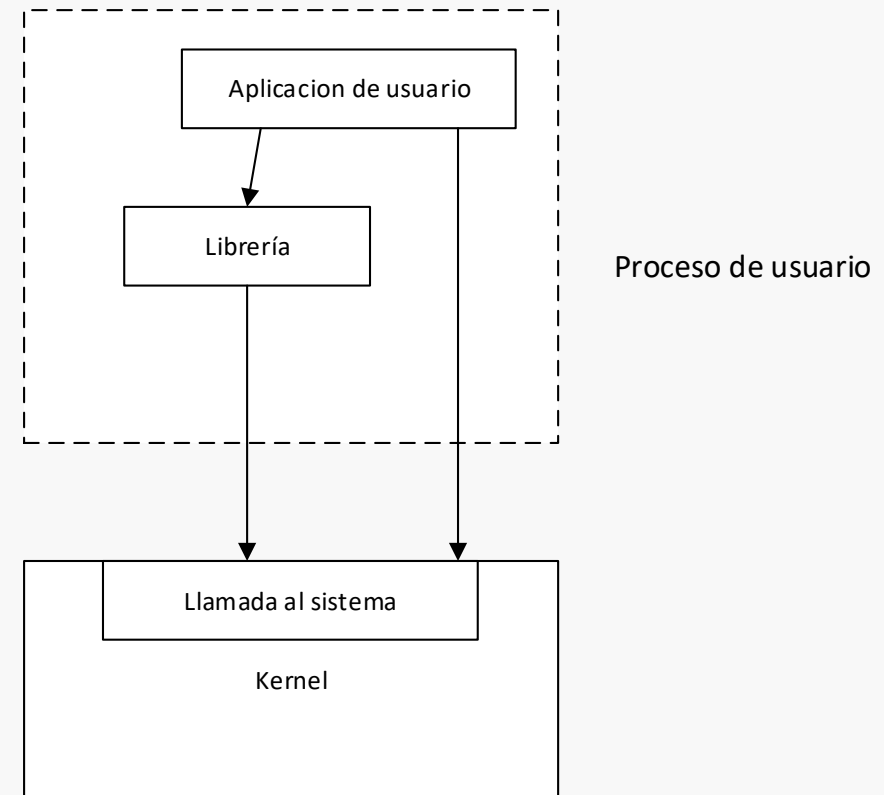 Aplicacion de usuario
Librería
Proceso de usuario
Llamada al sistema
Kernel